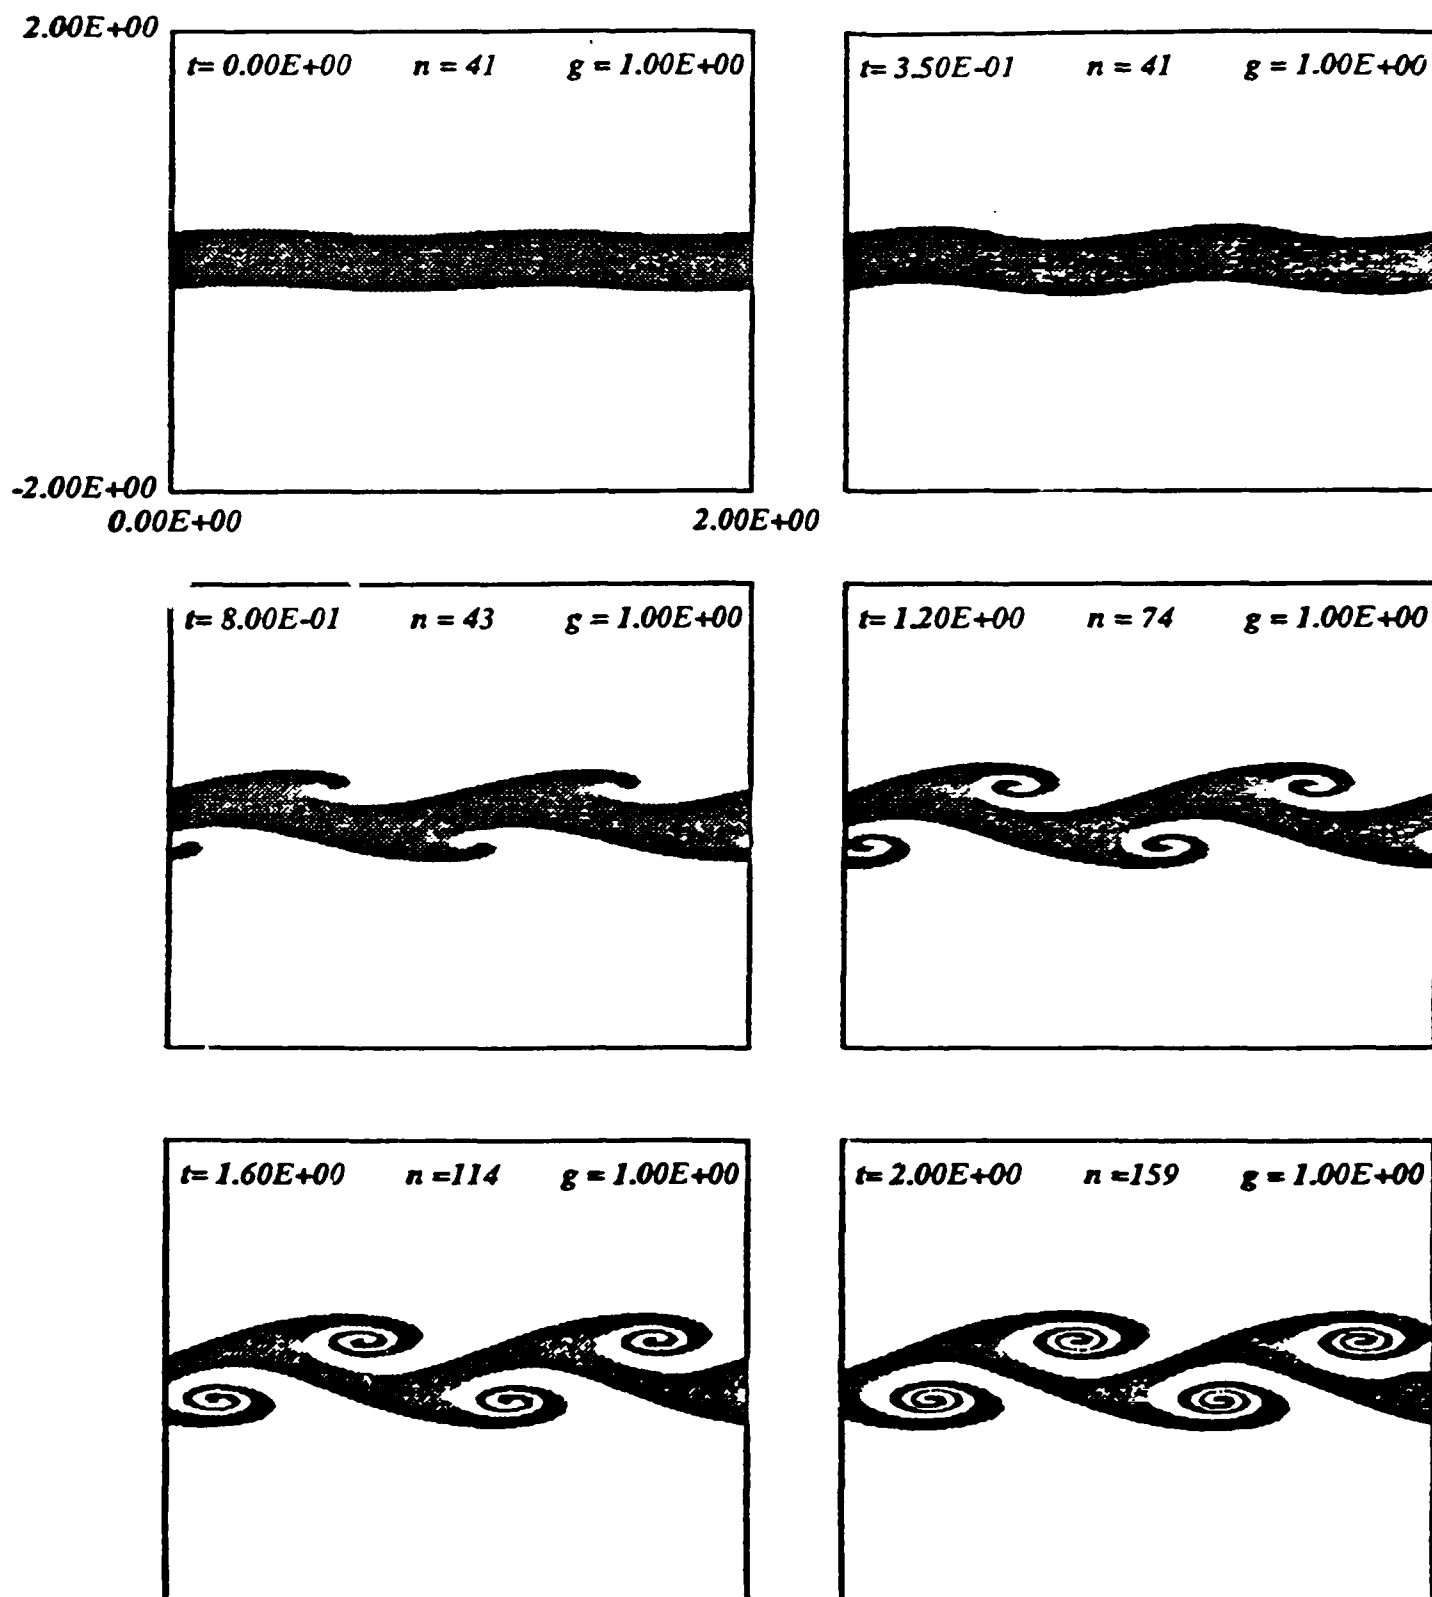 2.00E+00
t= 0.00E+00 n = 41 g = 1.00E+00
t= 3.50E-01 n = 41 g = 1.00E+00
-2.00E+00
0.00E+00 2.00E+00
t= 8.00E-01 n = 43 g = 1.00E+00
t= 1.20E+00 n = 74 g = 1.00E+00
t= 1.60E+00 n =114 g = 1.00E+00
t= 2.00E+00 n =159 g = 1.00E+00